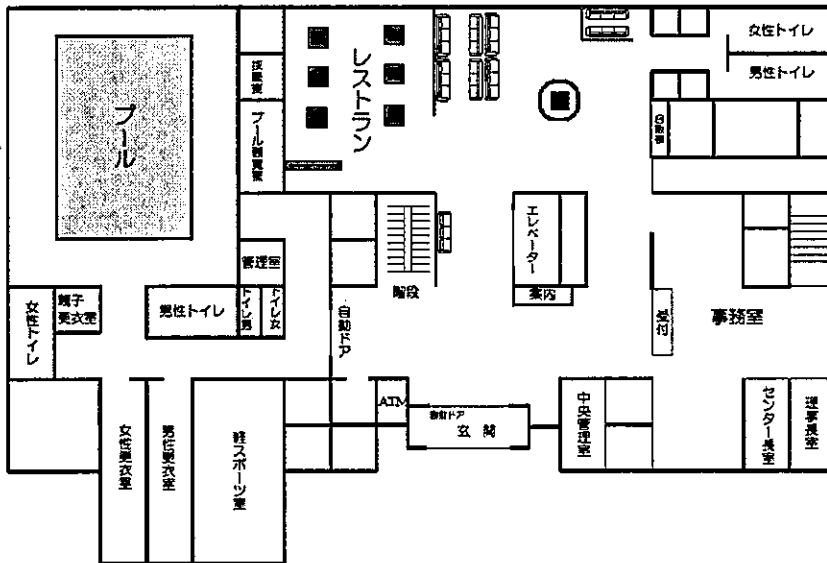 女性トイレ
男性トイレ
プール
レストラン
採暖室
プール器具室
自販機
エレベーター
案内
管理室
階段
女性トイレ
親子
更衣室
男性トイレ
トイレ男
トイレ女
自動ドア
受付
事務室
ATM
自動ドア
玄関
中央管理室
センター長室
理事長室
女性更衣室
男性更衣室
軽スポーツ室